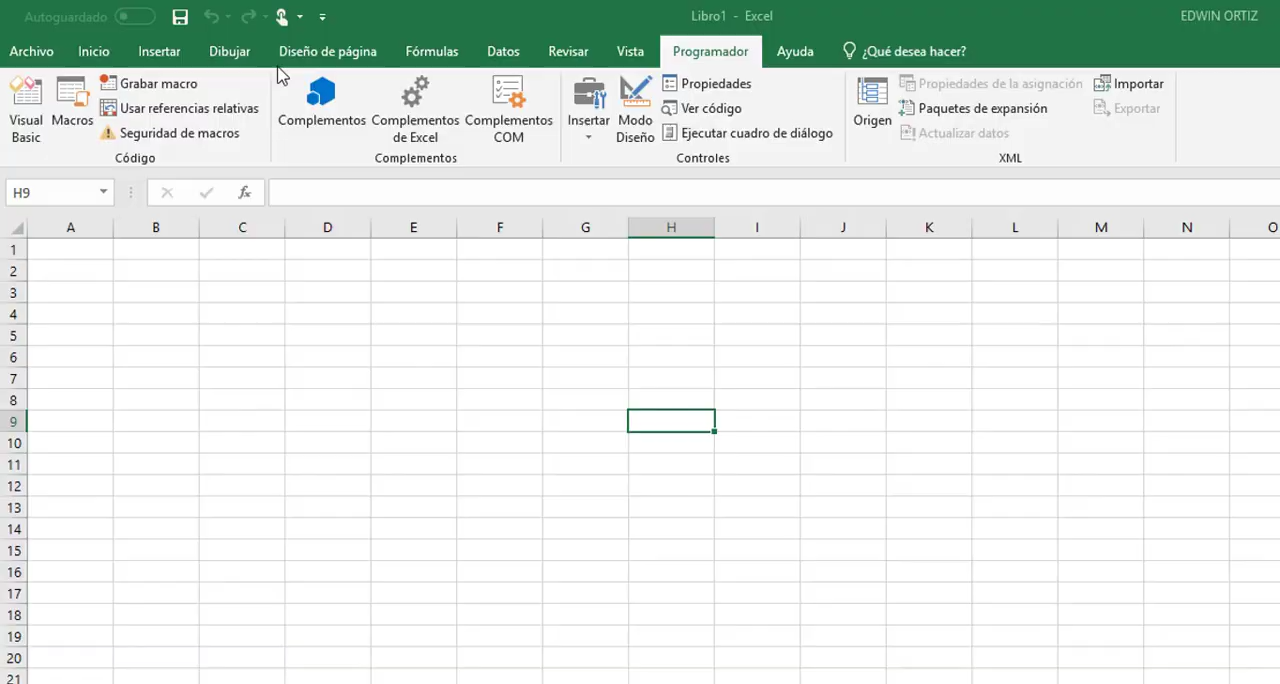 Autoguardado
Libro1 - Excel
EDWIN ORTIZ
Archivo Inicio Insertar Dibujar Diseño de página Fórmulas Datos Revisar Vista Programador Ayuda ¿Qué desea hacer?
Visual Basic
Macros
Grabar macro
Usar referencias relativas
Seguridad de macros
Código
Complementos
Complementos de Excel
Complementos COM
Complementos
Insertar
Modo Diseño
Propiedades
Ver código
Ejecutar cuadro de diálogo
Controles
Origen
Propiedades de la asignación
Paquetes de expansión
Actualizar datos
Importar
Exportar
XML
H9
fx
A B C D E F G H I J K L M N O
1
2
3
4
5
6
7
8
9
10
11
12
13
14
15
16
17
18
19
20
21